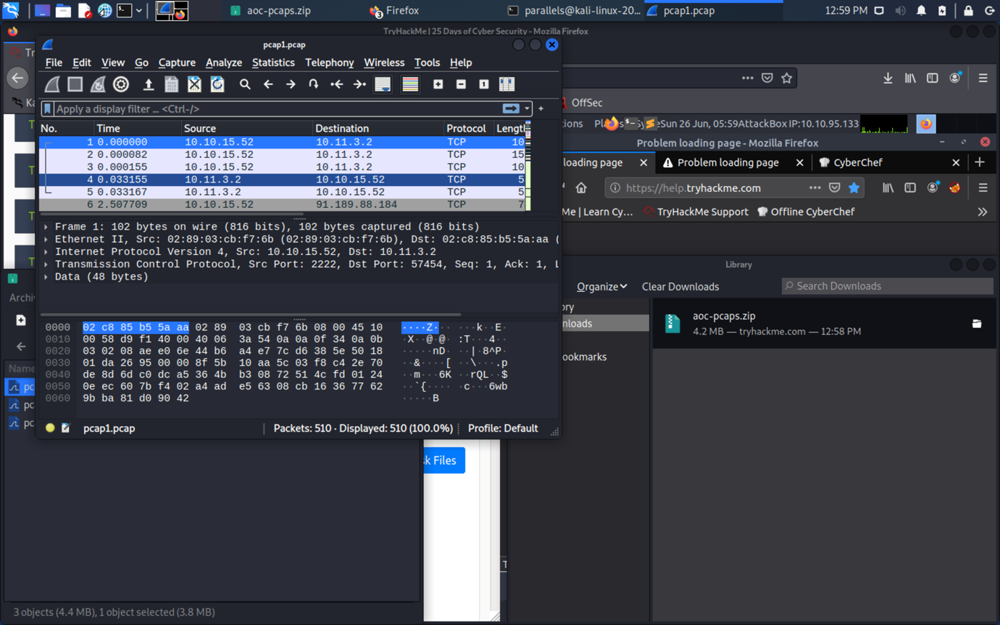 aoc-pcaps.zip
3 Firefox
parallels@kali-linux-20...
pcap1.pcap
12:59 PM
TryHackMe | 25 Days of Cyber Security - Mozilla Firefox
pcap1.pcap
File Edit View Go Capture Analyze Statistics Telephony Wireless Tools Help
Apply a display filter ... <Ctrl-/>
No. Time Source Destination Protocol Lengtl
1 0.000000 10.10.15.52 10.11.3.2 TCP 10
2 0.000082 10.10.15.52 10.11.3.2 TCP 15
3 0.000155 10.10.15.52 10.11.3.2 TCP 10
4 0.033155 10.11.3.2 10.10.15.52 TCP 5
5 0.033167 10.11.3.2 10.10.15.52 TCP 5
6 2.507709 10.10.15.52 91.189.88.184 TCP 7
Frame 1: 102 bytes on wire (816 bits), 102 bytes captured (816 bits)
Ethernet II, Src: 02:89:03:cb:f7:6b (02:89:03:cb:f7:6b), Dst: 02:c8:85:b5:5a:aa (
Internet Protocol Version 4, Src: 10.10.15.52, Dst: 10.11.3.2
Transmission Control Protocol, Src Port: 2222, Dst Port: 57454, Seq: 1, Ack: 1, L
Data (48 bytes)
0000 02 c8 85 b5 5a aa 02 89 03 cb f7 6b 08 00 45 10 ····Z··· ···k··E·
0010 00 58 d9 f1 40 00 40 06 3a 54 0a 0a 0f 34 0a 0b ·X··@·@· :T···4··
0020 03 02 08 ae e0 6e 44 b6 a4 e7 7c d6 38 5e 50 18 ·····nD· ··|·8^P·
0030 01 da 26 95 00 00 8f 5b 10 aa 5c 03 f8 c4 2e 70 ··&····[ ··\····.p
0040 de 8d 6d c0 dc a5 36 4b b3 08 72 51 4c fd 01 24 ··m···6K ··rQL··$
0050 0e ec 60 7b f4 02 a4 ad e5 63 08 cb 16 36 77 62 ··`{···· ·c···6wb
0060 9b ba 81 d0 90 42 ·····B
pcap1.pcap
Packets: 510 · Displayed: 510 (100.0%)
Profile: Default
OffSec
Sun 26 Jun, 05:59
AttackBox IP:10.10.95.133
Problem loading page - Mozilla Firefox
loading page
Problem loading page
CyberChef
https://help.tryhackme.com
Me | Learn Cy...
TryHackMe Support
Offline CyberChef
Library
Organize
Clear Downloads
Search Downloads
ry
nloads
ookmarks
aoc-pcaps.zip
4.2 MB — tryhackme.com — 12:58 PM
Archi
Name
pc
pc
pc
sk Files
3 objects (4.4 MB), 1 object selected (3.8 MB)